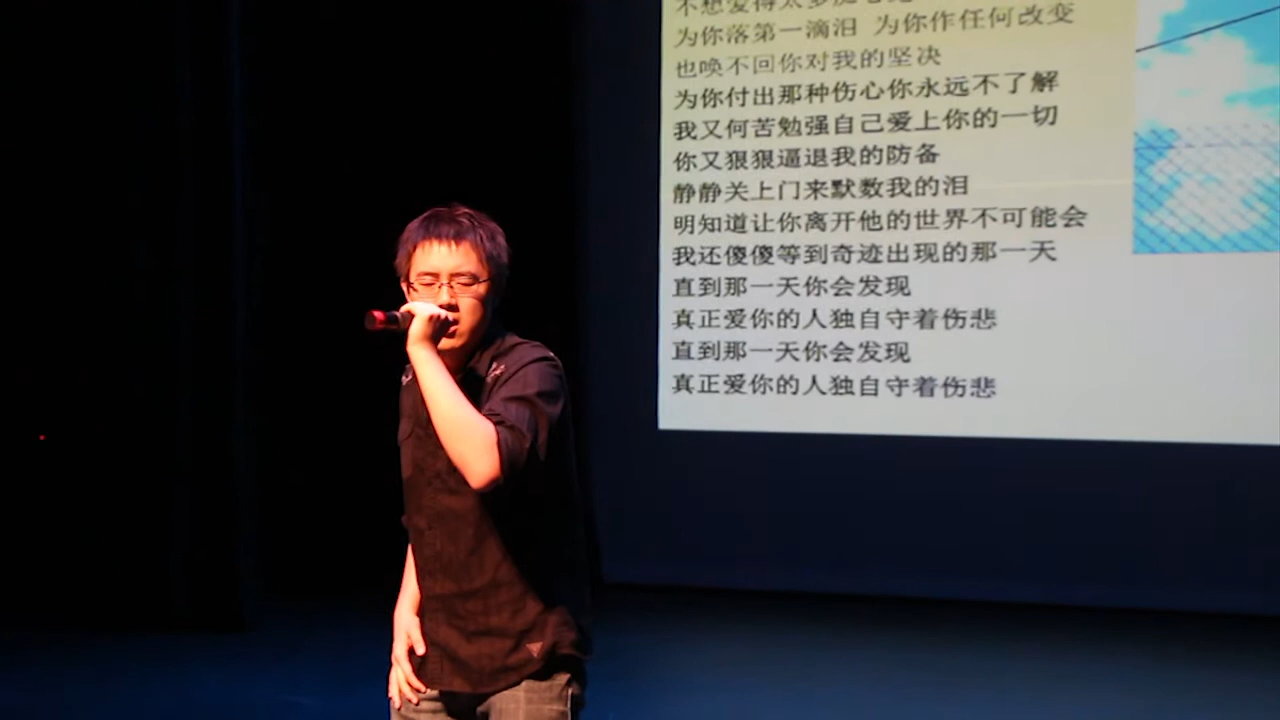 不想爱得太多
为你落第一滴泪 为你作任何改变
也唤不回你对我的坚决
为你付出那种伤心你永远不了解
我又何苦勉强自己爱上你的一切
你又狠狠逼退我的防备
静静关上门来默数我的泪
明知道让你离开他的世界不可能会
我还傻傻等到奇迹出现的那一天
直到那一天你会发现
真正爱你的人独自守着伤悲
直到那一天你会发现
真正爱你的人独自守着伤悲